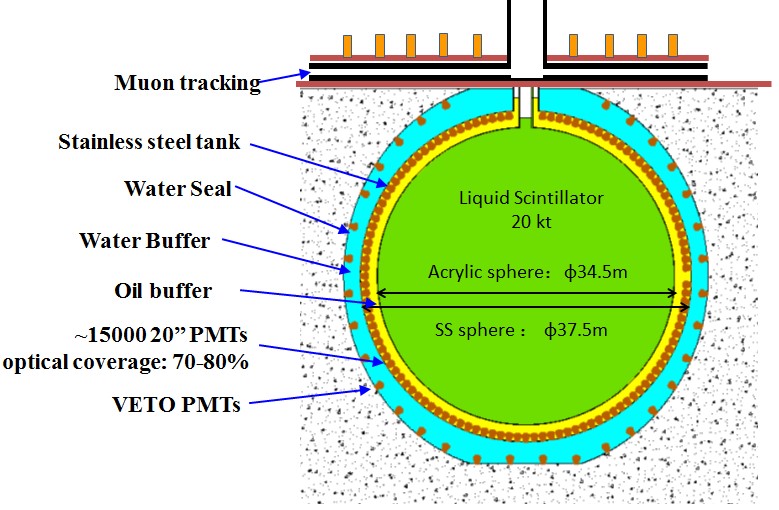 Muon tracking
Stainless steel tank
Water Seal
Water Buffer
Oil buffer
~15000 20” PMTs
optical coverage: 70-80%
VETO PMTs
Liquid Scintillator
20 kt
Acrylic sphere：ϕ34.5m
SS sphere： ϕ37.5m